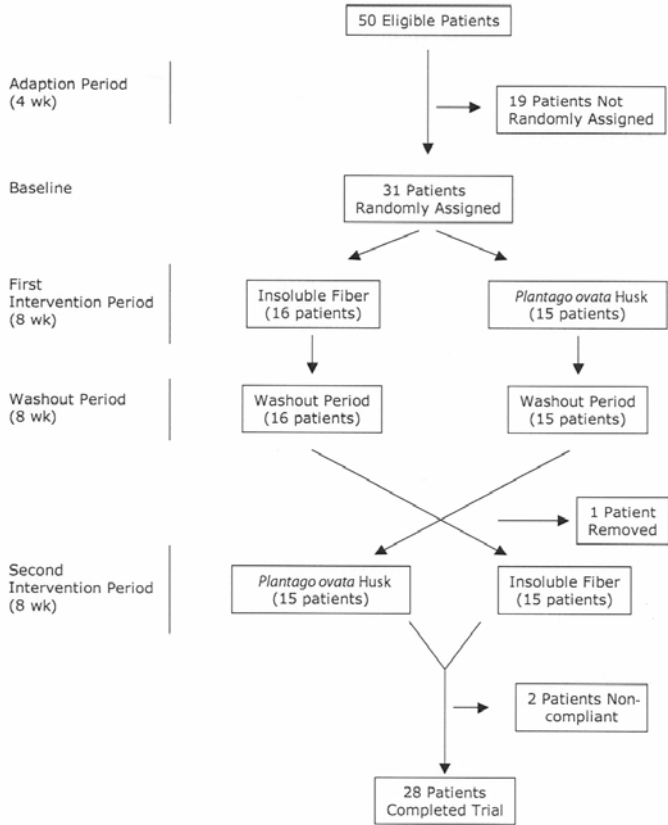 50 Eligible Patients
Adaption Period
(4 wk)
19 Patients Not
Randomly Assigned
Baseline
31 Patients
Randomly Assigned
First
Intervention Period
(8 wk)
Insoluble Fiber
(16 patients)
Plantago ovata Husk
(15 patients)
Washout Period
(8 wk)
Washout Period
(16 patients)
Washout Period
(15 patients)
1 Patient
Removed
Second
Intervention Period
(8 wk)
Plantago ovata Husk
(15 patients)
Insoluble Fiber
(15 patients)
2 Patients Non-
compliant
28 Patients
Completed Trial